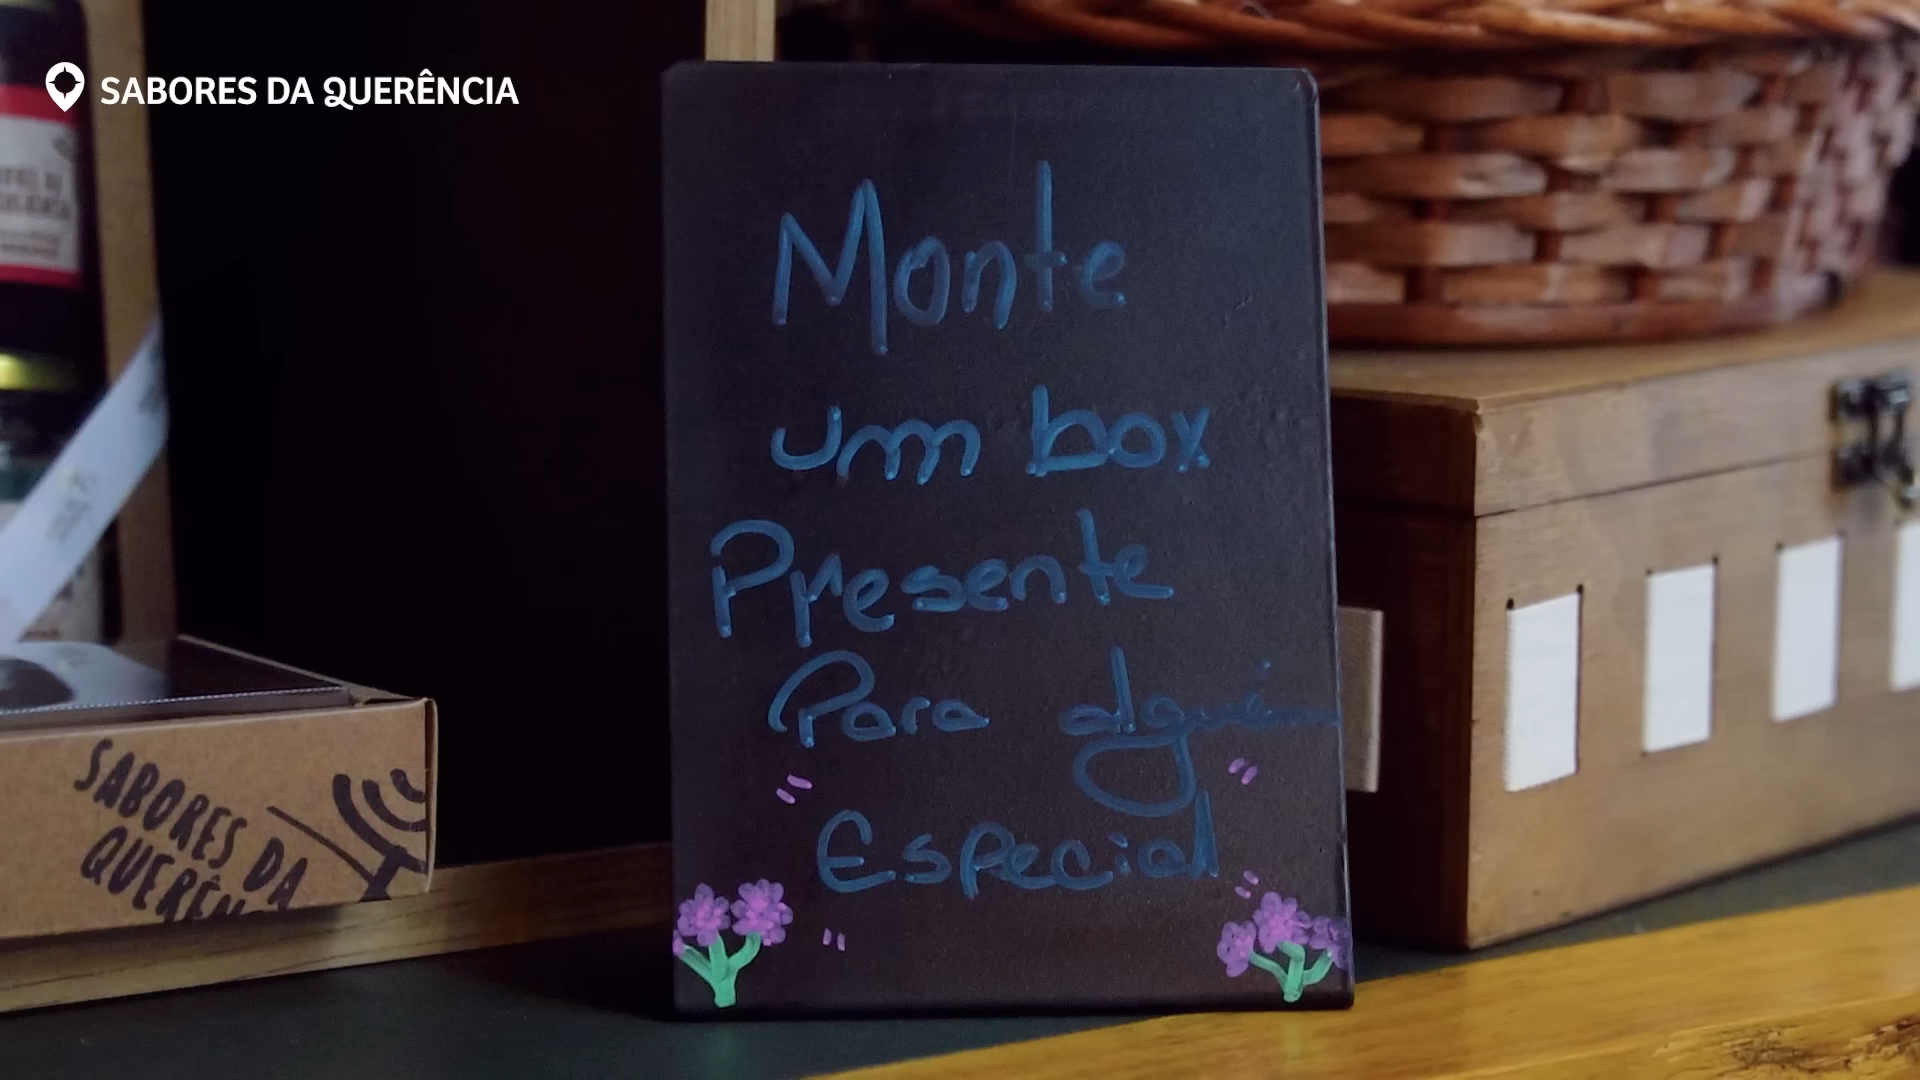 SABORES DA QUERÊNCIA
Monte
um box
Presente
Para alguém
Especial
SABORES DA
QUERÊN